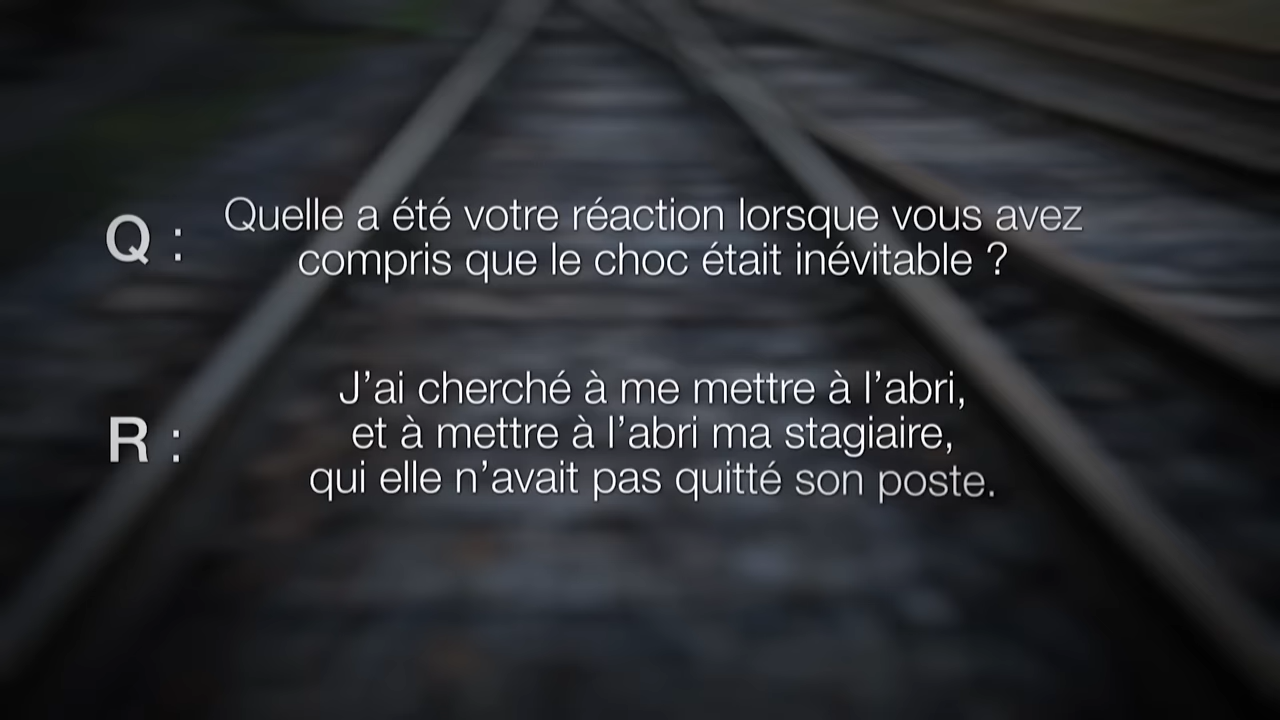 Q : Quelle a été votre réaction lorsque vous avez
compris que le choc était inévitable ?
R : J’ai cherché à me mettre à l’abri,
et à mettre à l’abri ma stagiaire,
qui elle n’avait pas quitté son poste.